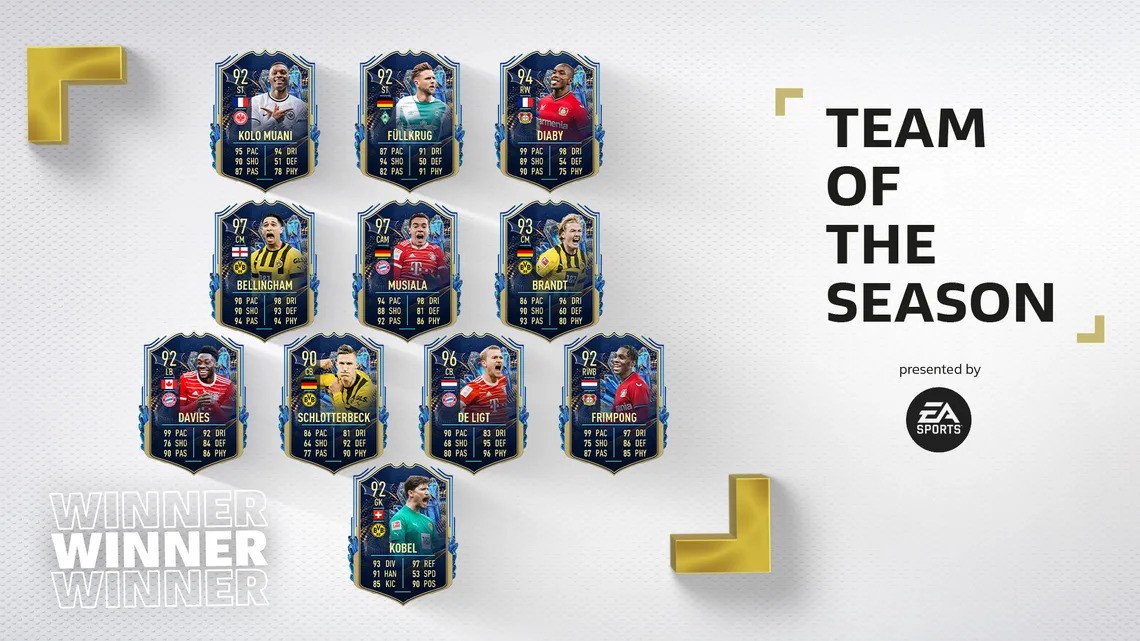 92
ST
KOLO MUANI
95 PAC 94 DRI
90 SHO 51 DEF
87 PAS 78 PHY
92
ST
FÜLLKRUG
87 PAC 91 DRI
94 SHO 50 DEF
82 PAS 91 PHY
94
RW
DIABY
99 PAC 98 DRI
89 SHO 54 DEF
90 PAS 75 PHY
97
CM
BELLINGHAM
90 PAC 98 DRI
90 SHO 93 DEF
94 PAS 94 PHY
97
CAM
MUSIALA
94 PAC 98 DRI
88 SHO 81 DEF
92 PAS 86 PHY
93
CM
BRANDT
86 PAC 96 DRI
90 SHO 60 DEF
93 PAS 80 PHY
92
LB
DAVIES
99 PAC 92 DRI
76 SHO 84 DEF
90 PAS 86 PHY
90
CB
SCHLOTTERBECK
86 PAC 81 DRI
64 SHO 92 DEF
77 PAS 90 PHY
96
CB
DE LIGT
90 PAC 83 DRI
68 SHO 95 DEF
80 PAS 96 PHY
92
RWB
FRIMPONG
99 PAC 97 DRI
75 SHO 86 DEF
87 PAS 85 PHY
92
GK
KOBEL
93 DIV 97 REF
91 HAN 53 SPD
85 KIC 90 POS
WINNER
WINNER
WINNER
TEAM
OF
THE
SEASON
presented by
EA
SPORTS